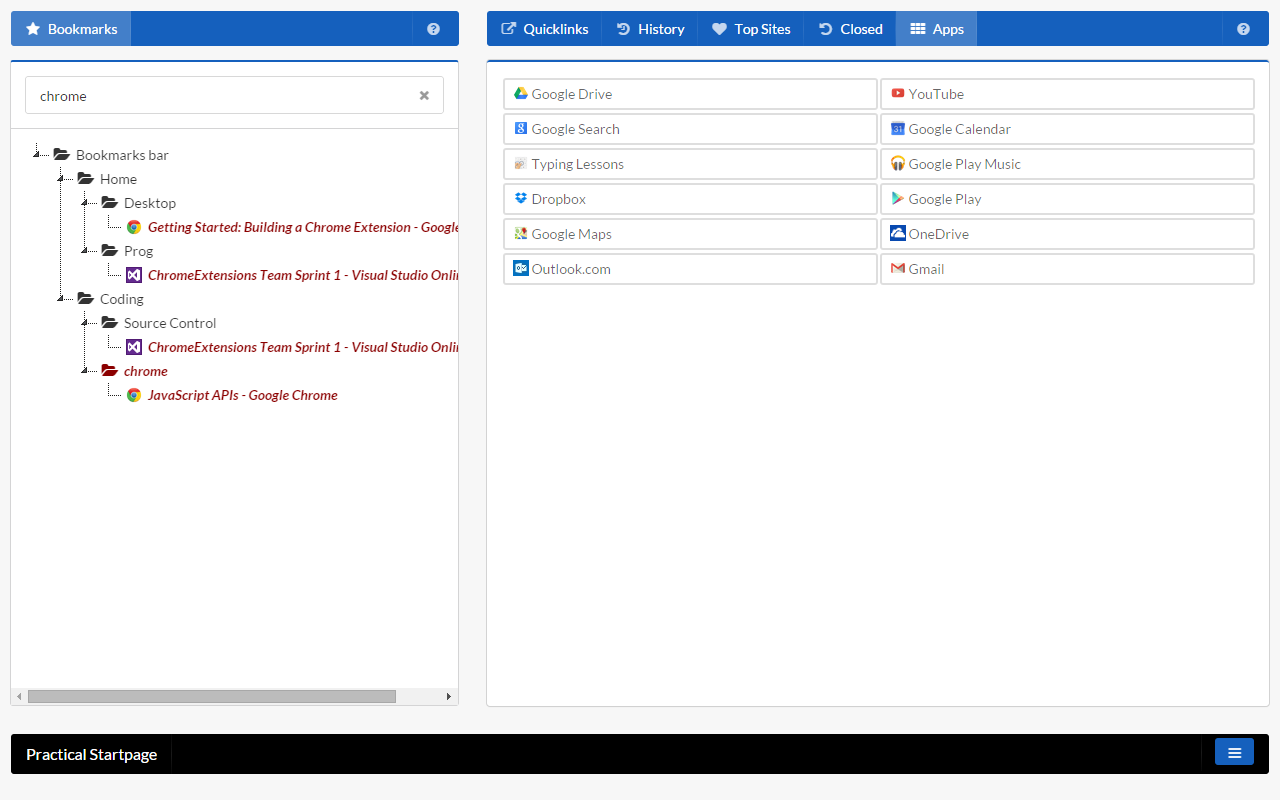 Bookmarks
Quicklinks History Top Sites Closed Apps
chrome
Bookmarks bar
Home
Desktop
Getting Started: Building a Chrome Extension - Google
Prog
ChromeExtensions Team Sprint 1 - Visual Studio Onli
Coding
Source Control
ChromeExtensions Team Sprint 1 - Visual Studio Onli
chrome
JavaScript APIs - Google Chrome
Google Drive YouTube
Google Search Google Calendar
Typing Lessons Google Play Music
Dropbox Google Play
Google Maps OneDrive
Outlook.com Gmail
Practical Startpage